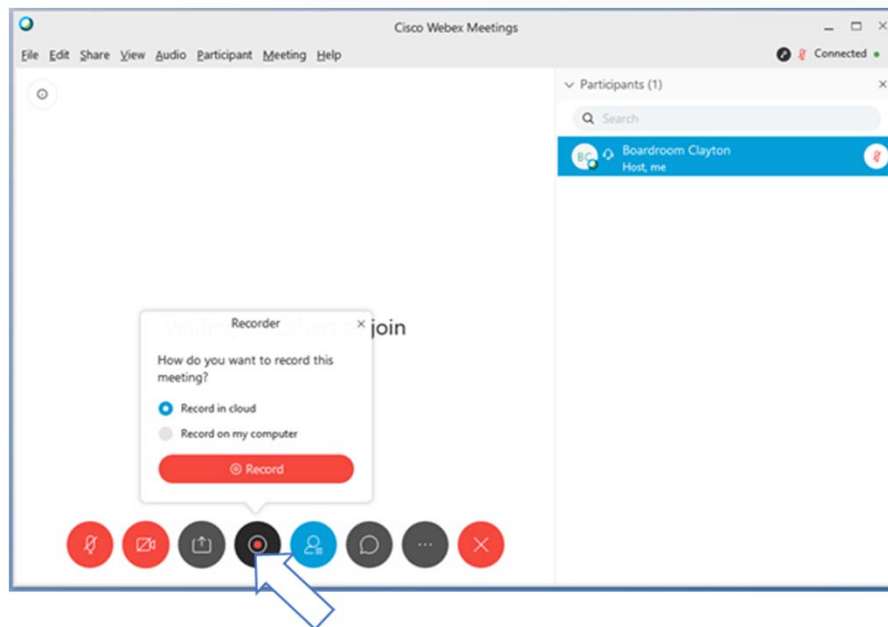 Cisco Webex Meetings
File Edit Share View Audio Participant Meeting Help
Connected
Participants (1)
Search
BC
Boardroom Clayton
Host, me
join
Recorder
How do you want to record this
meeting?
Record in cloud
Record on my computer
Record